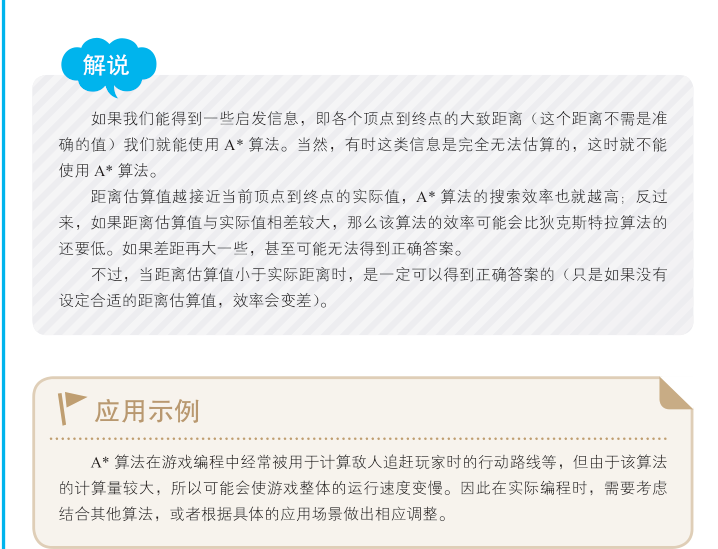 解说
如果我们能得到一些启发信息，即各个顶点到终点的大致距离（这个距离不需是准
确的值）我们就能使用 A* 算法。当然，有时这类信息是完全无法估算的，这时就不能
使用 A* 算法。
距离估算值越接近当前顶点到终点的实际值，A* 算法的搜索效率也就越高；反过
来，如果距离估算值与实际值相差较大，那么该算法的效率可能会比狄克斯特拉算法的
还要低。如果差距再大一些，甚至可能无法得到正确答案。
不过，当距离估算值小于实际距离时，是一定可以得到正确答案的（只是如果没有
设定合适的距离估算值，效率会变差）。
应用示例
A* 算法在游戏编程中经常被用于计算敌人追赶玩家时的行动路线等，但由于该算法
的计算量较大，所以可能会使游戏整体的运行速度变慢。因此在实际编程时，需要考虑
结合其他算法，或者根据具体的应用场景做出相应调整。